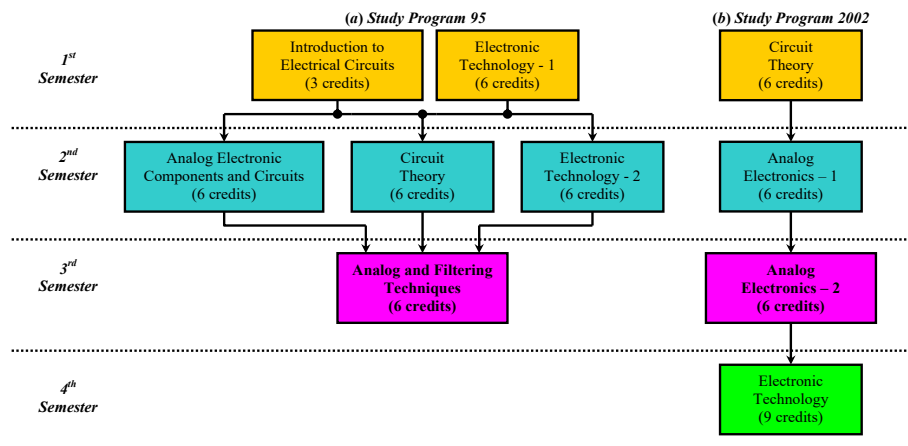 (a) Study Program 95
(b) Study Program 2002
1st
Semester
Introduction to
Electrical Circuits
(3 credits)
Electronic
Technology - 1
(6 credits)
Circuit
Theory
(6 credits)
2nd
Semester
Analog Electronic
Components and Circuits
(6 credits)
Circuit
Theory
(6 credits)
Electronic
Technology - 2
(6 credits)
Analog
Electronics – 1
(6 credits)
3rd
Semester
Analog and Filtering
Techniques
(6 credits)
Analog
Electronics – 2
(6 credits)
4th
Semester
Electronic
Technology
(9 credits)